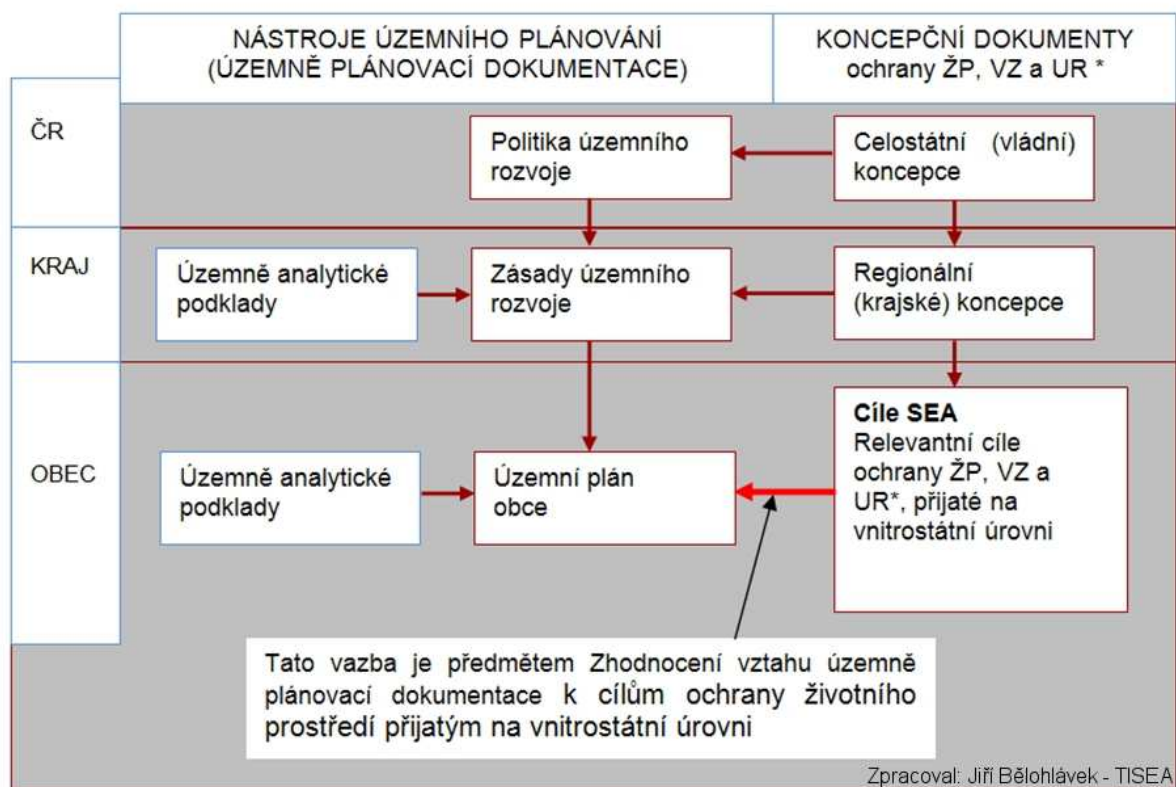 NÁSTROJE ÚZEMNÍHO PLÁNOVÁNÍ
(ÚZEMNĚ PLÁNOVACÍ DOKUMENTACE)
KONCEPČNÍ DOKUMENTY
ochrany ŽP, VZ a UR *
ČR
Politika územního
rozvoje
Celostátní (vládní)
koncepce
KRAJ
Územně analytické
podklady
Zásady územního
rozvoje
Regionální
(krajské) koncepce
OBEC
Územně analytické
podklady
Územní plán
obce
Cíle SEA
Relevantní cíle
ochrany ŽP, VZ a
UR*, přijaté na
vnitrostátní úrovni
Tato vazba je předmětem Zhodnocení vztahu územně
plánovací dokumentace k cílům ochrany životního
prostředí přijatým na vnitrostátní úrovni
Zpracoval: Jiří Bělohlávek - TISEA